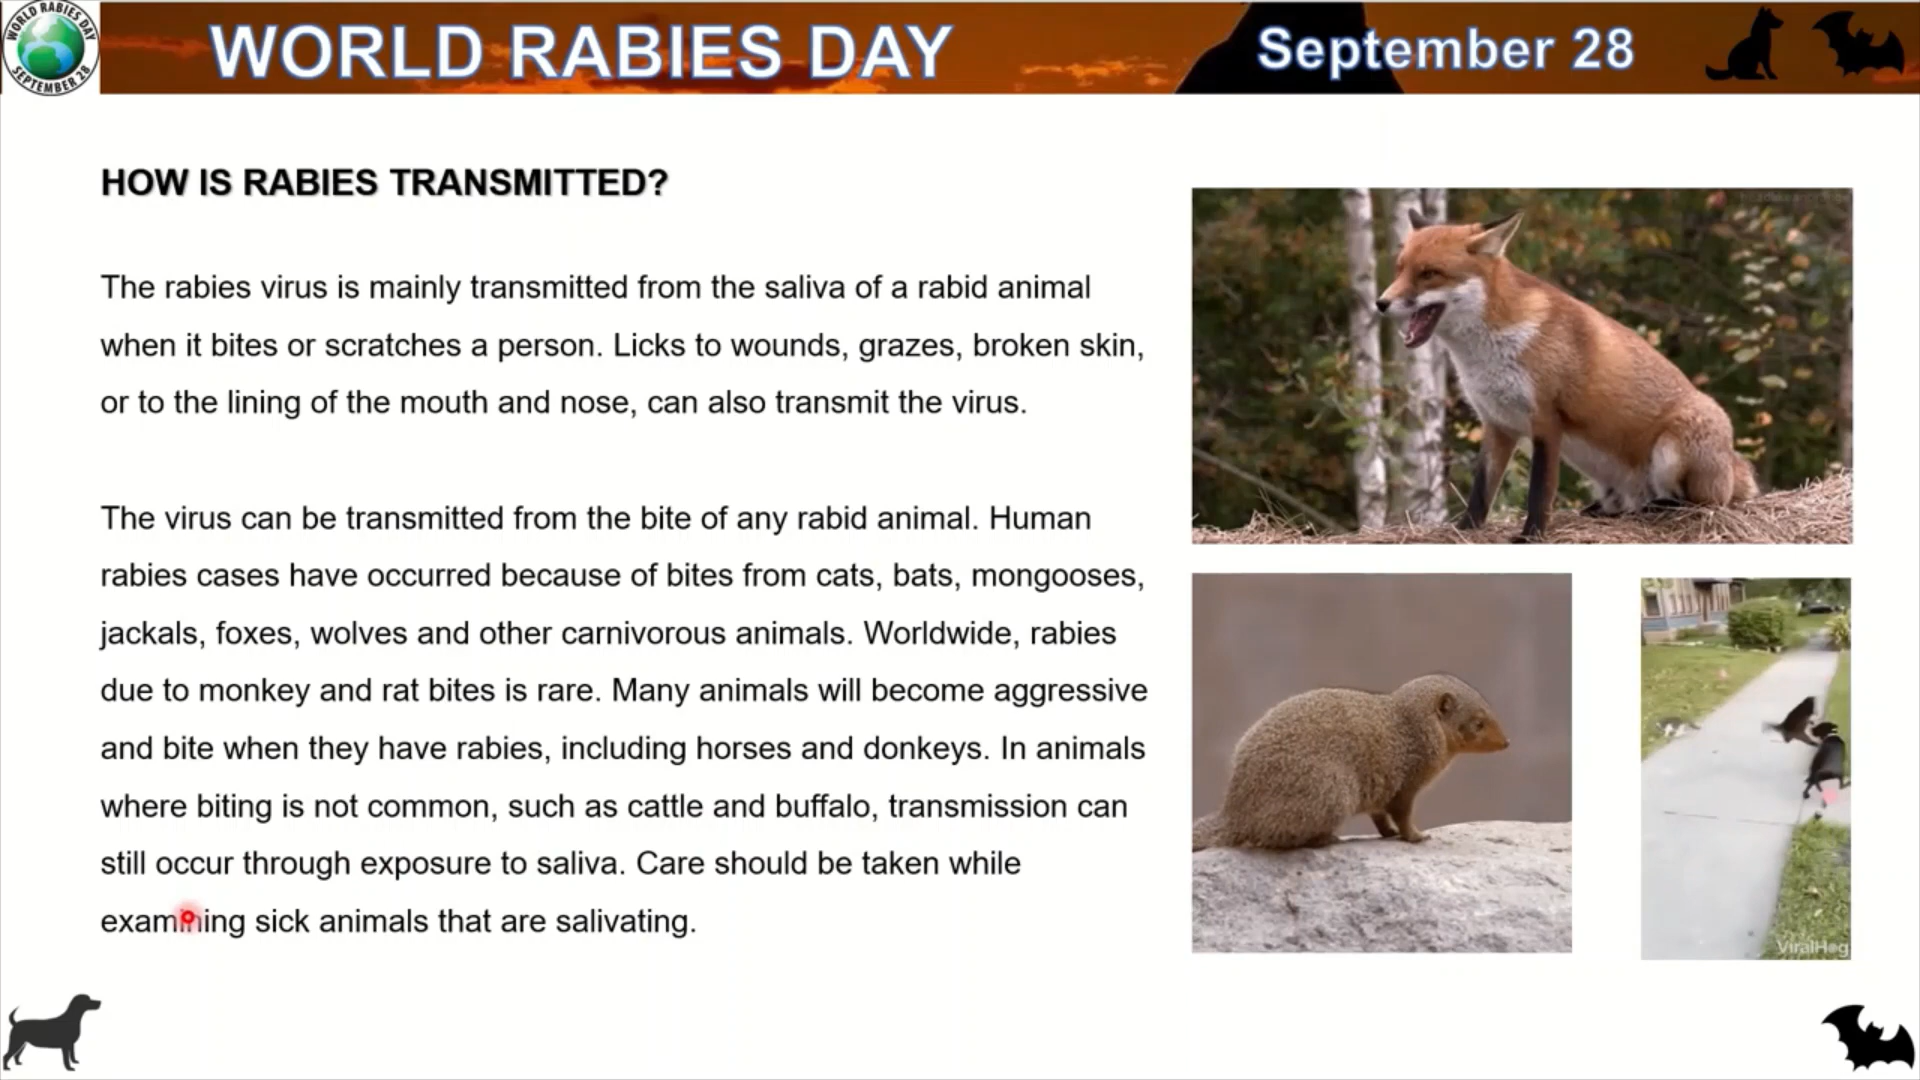 WORLD RABIES DAY
SEPTEMBER 28
WORLD RABIES DAY
September 28
HOW IS RABIES TRANSMITTED?
The rabies virus is mainly transmitted from the saliva of a rabid animal
when it bites or scratches a person. Licks to wounds, grazes, broken skin,
or to the lining of the mouth and nose, can also transmit the virus.
The virus can be transmitted from the bite of any rabid animal. Human
rabies cases have occurred because of bites from cats, bats, mongooses,
jackals, foxes, wolves and other carnivorous animals. Worldwide, rabies
due to monkey and rat bites is rare. Many animals will become aggressive
and bite when they have rabies, including horses and donkeys. In animals
where biting is not common, such as cattle and buffalo, transmission can
still occur through exposure to saliva. Care should be taken while
examining sick animals that are salivating.
ViralHog